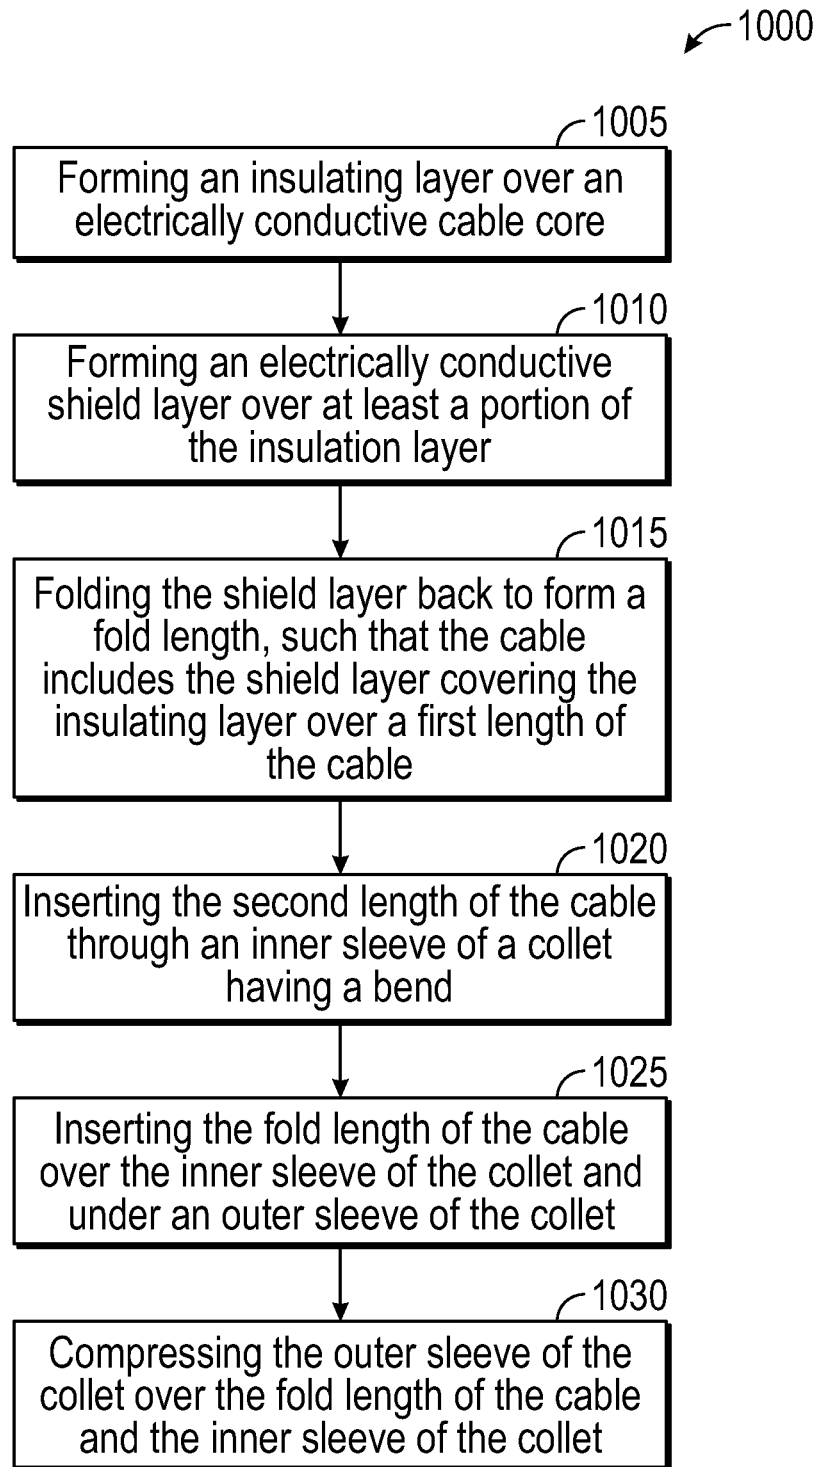 1000
1005
Forming an insulating layer over an
electrically conductive cable core
1010
Forming an electrically conductive
shield layer over at least a portion of
the insulation layer
1015
Folding the shield layer back to form a
fold length, such that the cable
includes the shield layer covering the
insulating layer over a first length of
the cable
1020
Inserting the second length of the cable
through an inner sleeve of a collet
having a bend
1025
Inserting the fold length of the cable
over the inner sleeve of the collet and
under an outer sleeve of the collet
1030
Compressing the outer sleeve of the
collet over the fold length of the cable
and the inner sleeve of the collet